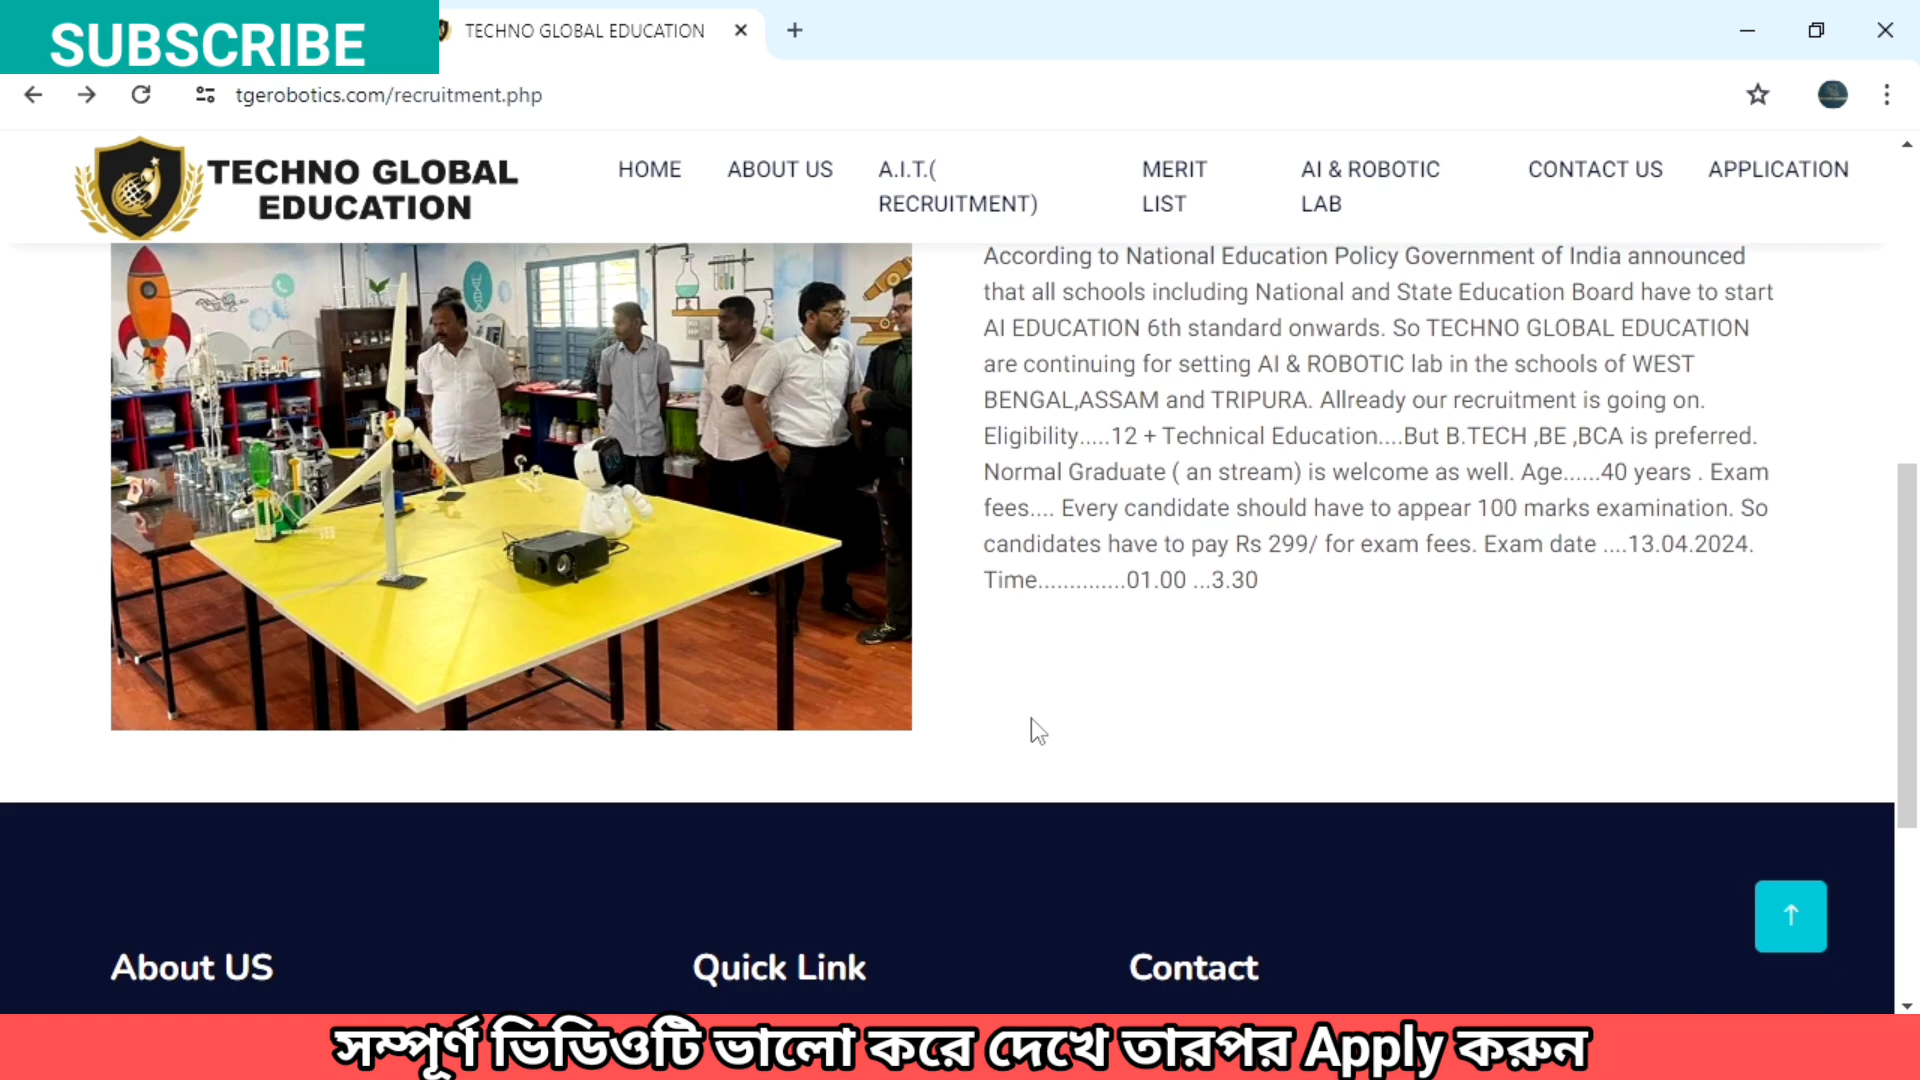 SUBSCRIBE
TECHNO GLOBAL EDUCATION
tgerobotics.com/recruitment.php
TECHNO GLOBAL
EDUCATION
HOME
ABOUT US
A.I.T.(
RECRUITMENT)
MERIT
LIST
AI & ROBOTIC
LAB
CONTACT US
APPLICATION
According to National Education Policy Government of India announced
that all schools including National and State Education Board have to start
AI EDUCATION 6th standard onwards. So TECHNO GLOBAL EDUCATION
are continuing for setting AI & ROBOTIC lab in the schools of WEST
BENGAL,ASSAM and TRIPURA. Allready our recruitment is going on.
Eligibility.....12 + Technical Education....But B.TECH ,BE ,BCA is preferred.
Normal Graduate ( an stream) is welcome as well. Age......40 years . Exam
fees.... Every candidate should have to appear 100 marks examination. So
candidates have to pay Rs 299/ for exam fees. Exam date ....13.04.2024.
Time..............01.00 ...3.30
About US
Quick Link
Contact
সম্পূর্ণ ভিডিওটি ভালো করে দেখে তারপর Apply করুন